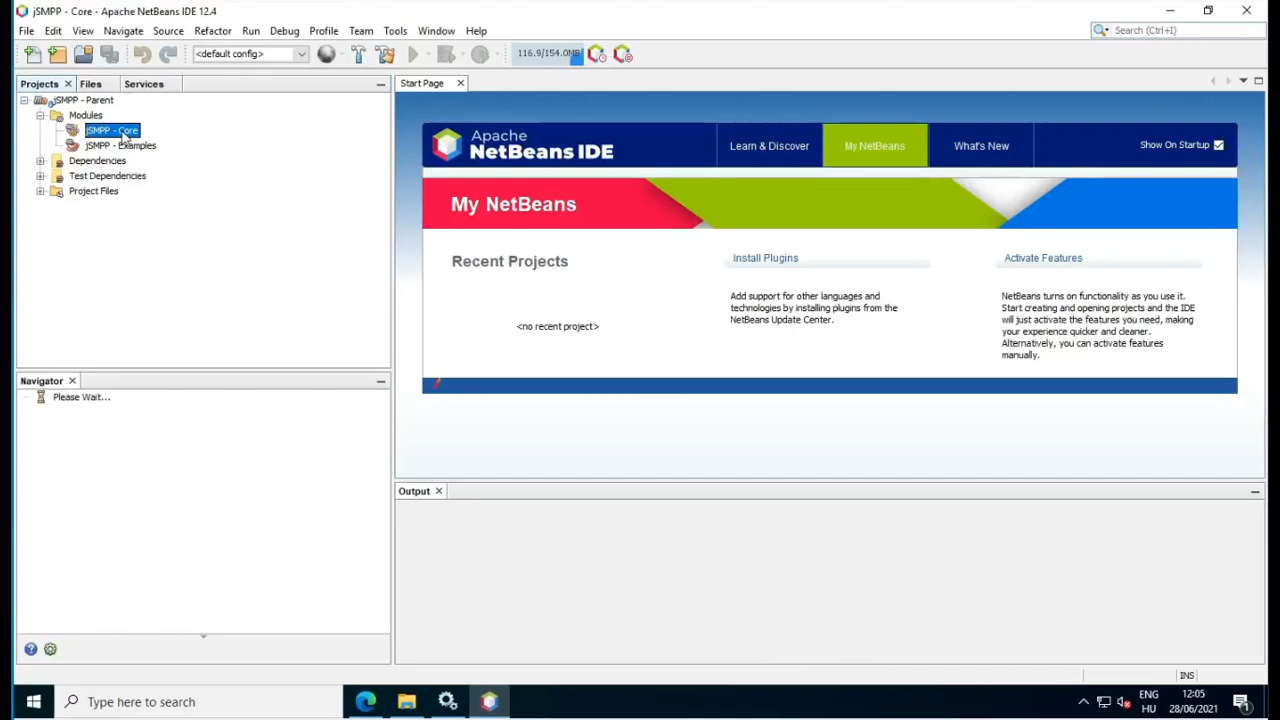 jSMPP - Core - Apache NetBeans IDE 12.4
File Edit View Navigate Source Refactor Run Debug Profile Team Tools Window Help
Search (Ctrl+I)
<default config>
116.9/154.0MB
Projects
Files
Services
Start Page
jSMPP - Parent
Modules
jSMPP - Core
jSMPP - Examples
Dependencies
Test Dependencies
Project Files
Apache
NetBeans IDE
Learn & Discover
My NetBeans
What's New
Show On Startup
My NetBeans
Recent Projects
<no recent project>
Install Plugins
Add support for other languages and
technologies by installing plugins from the
NetBeans Update Center.
Activate Features
NetBeans turns on functionality as you use it.
Start creating and opening projects and the IDE
will just activate the features you need, making
your experience quicker and cleaner.
Alternatively, you can activate features
manually.
Navigator
Please Wait...
Output
INS
Type here to search
ENG
HU
12:05
28/06/2021
1